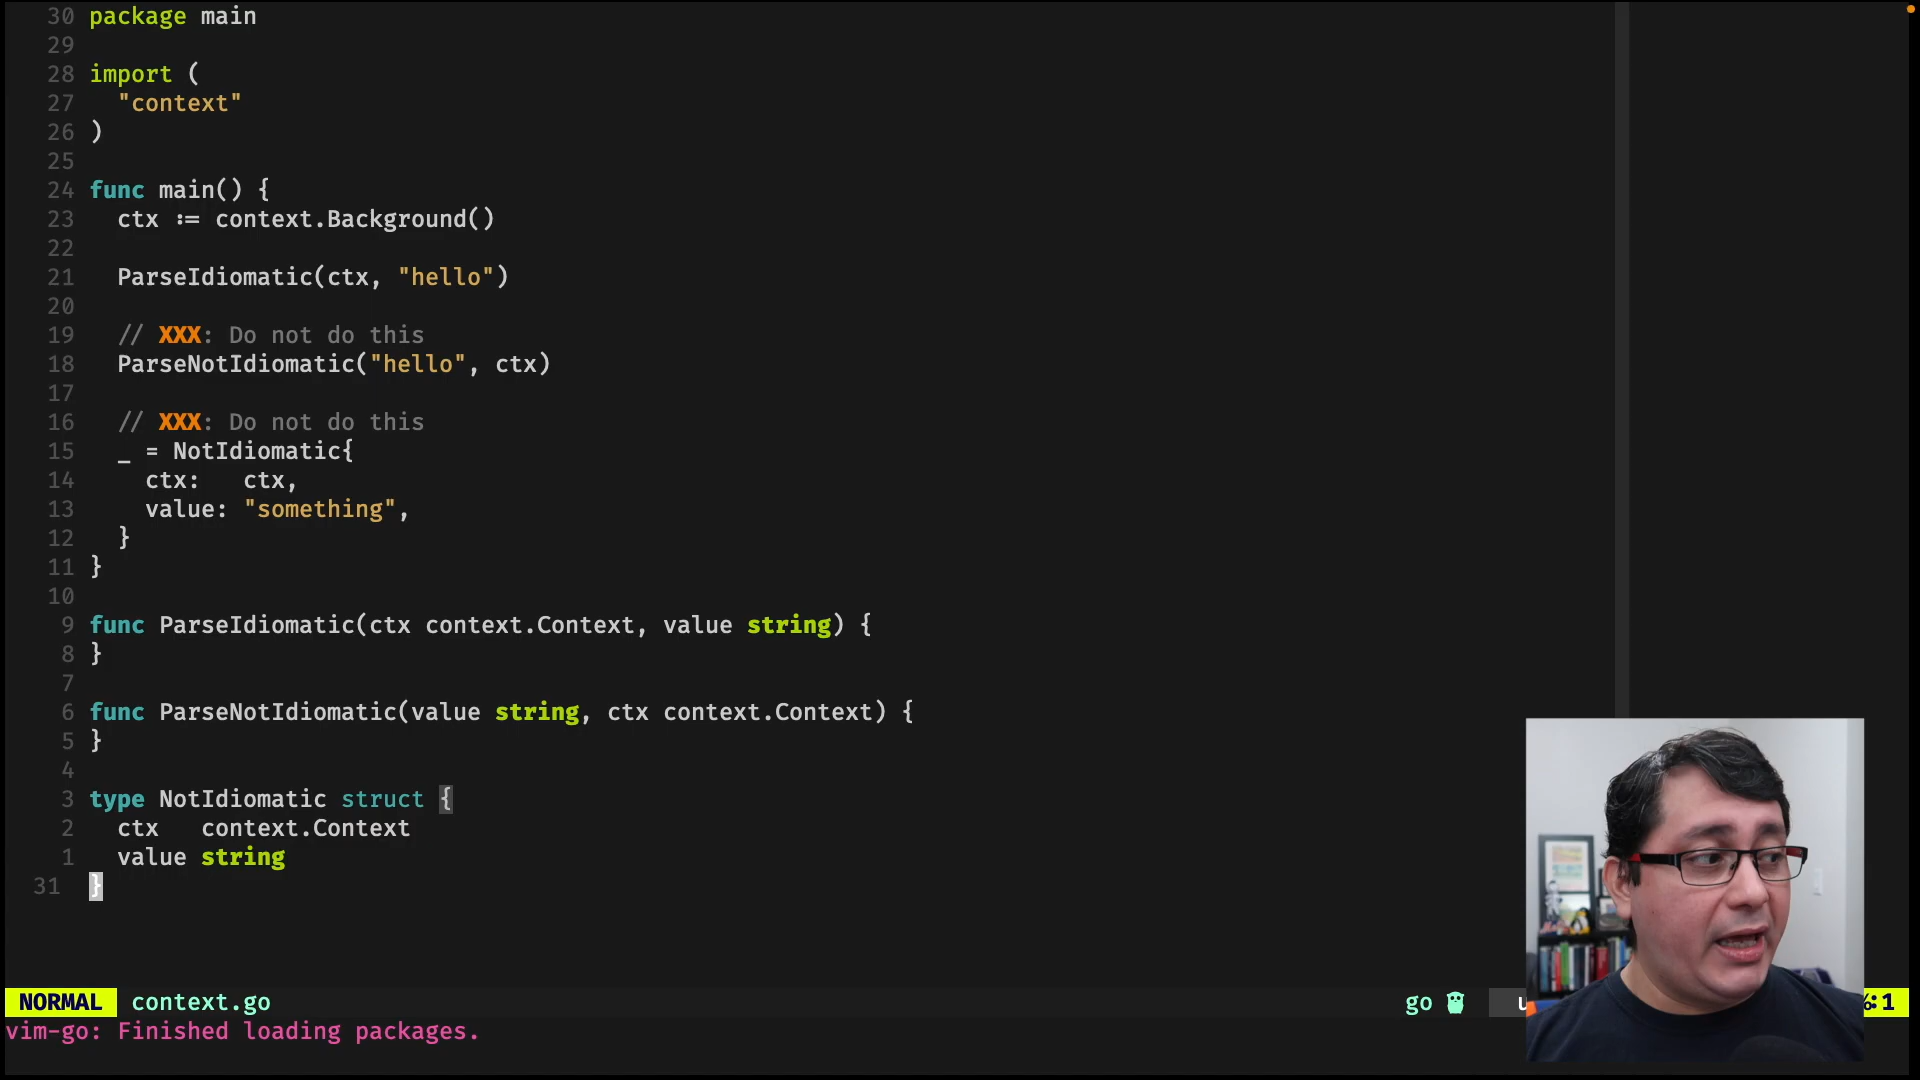 30 package main
29
28 import (
27 "context"
26 )
25
24 func main() {
23 ctx := context.Background()
22
21 ParseIdiomatic(ctx, "hello")
20
19 // XXX: Do not do this
18 ParseNotIdiomatic("hello", ctx)
17
16 // XXX: Do not do this
15 _ = NotIdiomatic{
14 ctx: ctx,
13 value: "something",
12 }
11 }
10
9 func ParseIdiomatic(ctx context.Context, value string) {
8 }
7
6 func ParseNotIdiomatic(value string, ctx context.Context) {
5 }
4
3 type NotIdiomatic struct {
2 ctx context.Context
1 value string
31 }
NORMAL context.go go :1
vim-go: Finished loading packages.